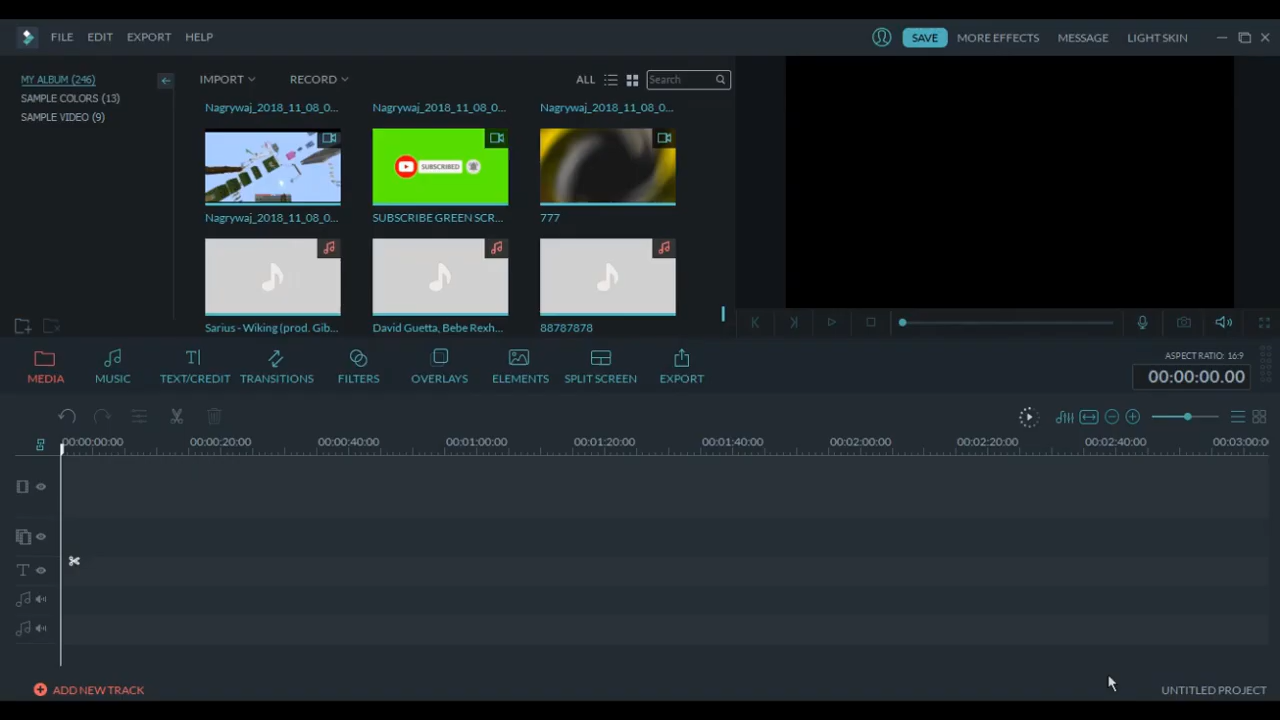 FILE EDIT EXPORT HELP SAVE MORE EFFECTS MESSAGE LIGHT SKIN
MY ALBUM (246)
SAMPLE COLORS (13)
SAMPLE VIDEO (9)
IMPORT RECORD ALL Search
Nagrywaj_2018_11_08_0... Nagrywaj_2018_11_08_0... Nagrywaj_2018_11_08_0...
SUBSCRIBED
Nagrywaj_2018_11_08_0... SUBSCRIBE GREEN SCR... 777
Sarius - Wiking (prod. Gib... David Guetta, Bebe Rexh... 88787878
MEDIA MUSIC TEXT/CREDIT TRANSITIONS FILTERS OVERLAYS ELEMENTS SPLIT SCREEN EXPORT
ASPECT RATIO: 16:9
00:00:00.00
00:00:00:00 00:00:20:00 00:00:40:00 00:01:00:00 00:01:20:00 00:01:40:00 00:02:00:00 00:02:20:00 00:02:40:00 00:03:00:0
ADD NEW TRACK
UNTITLED PROJECT